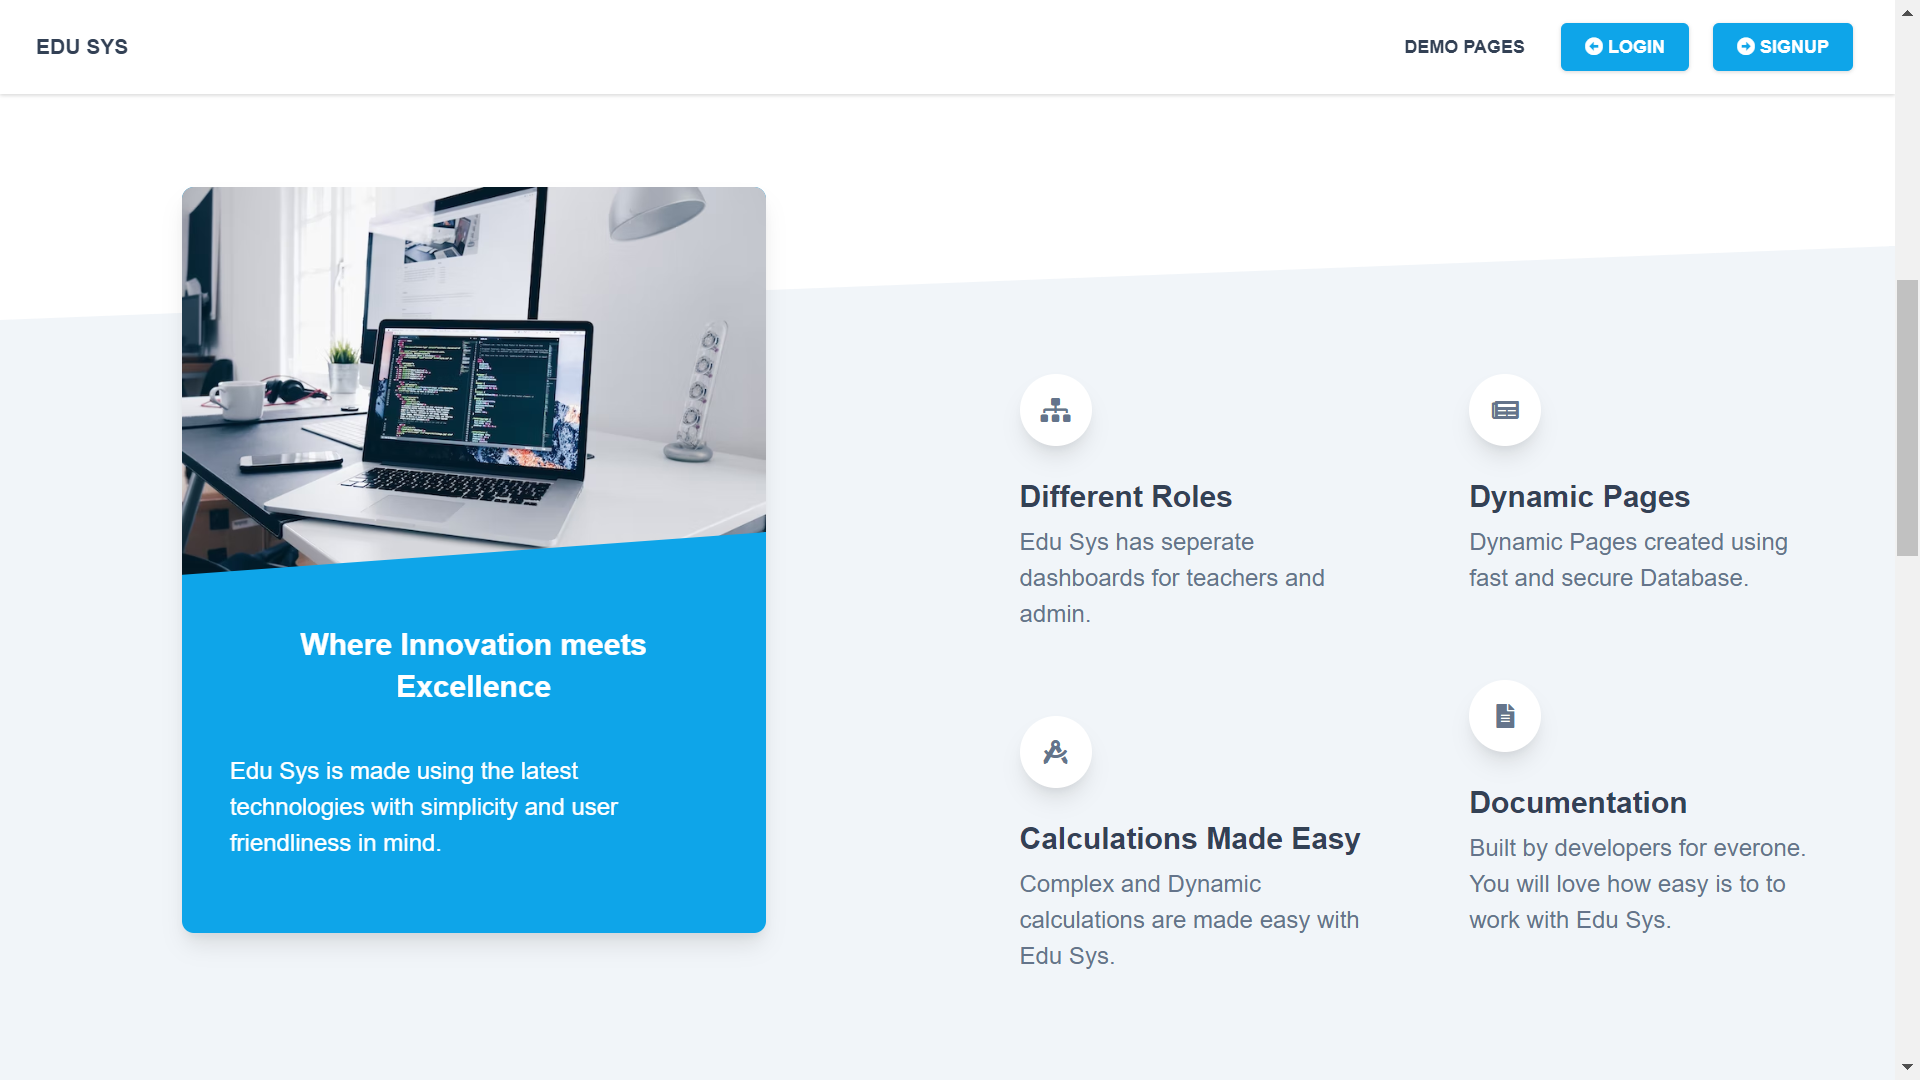 EDU SYS
DEMO PAGES
LOGIN
SIGNUP
Where Innovation meets
Excellence
Edu Sys is made using the latest
technologies with simplicity and user
friendliness in mind.
Different Roles
Edu Sys has seperate
dashboards for teachers and
admin.
Calculations Made Easy
Complex and Dynamic
calculations are made easy with
Edu Sys.
Dynamic Pages
Dynamic Pages created using
fast and secure Database.
Documentation
Built by developers for everone.
You will love how easy is to to
work with Edu Sys.